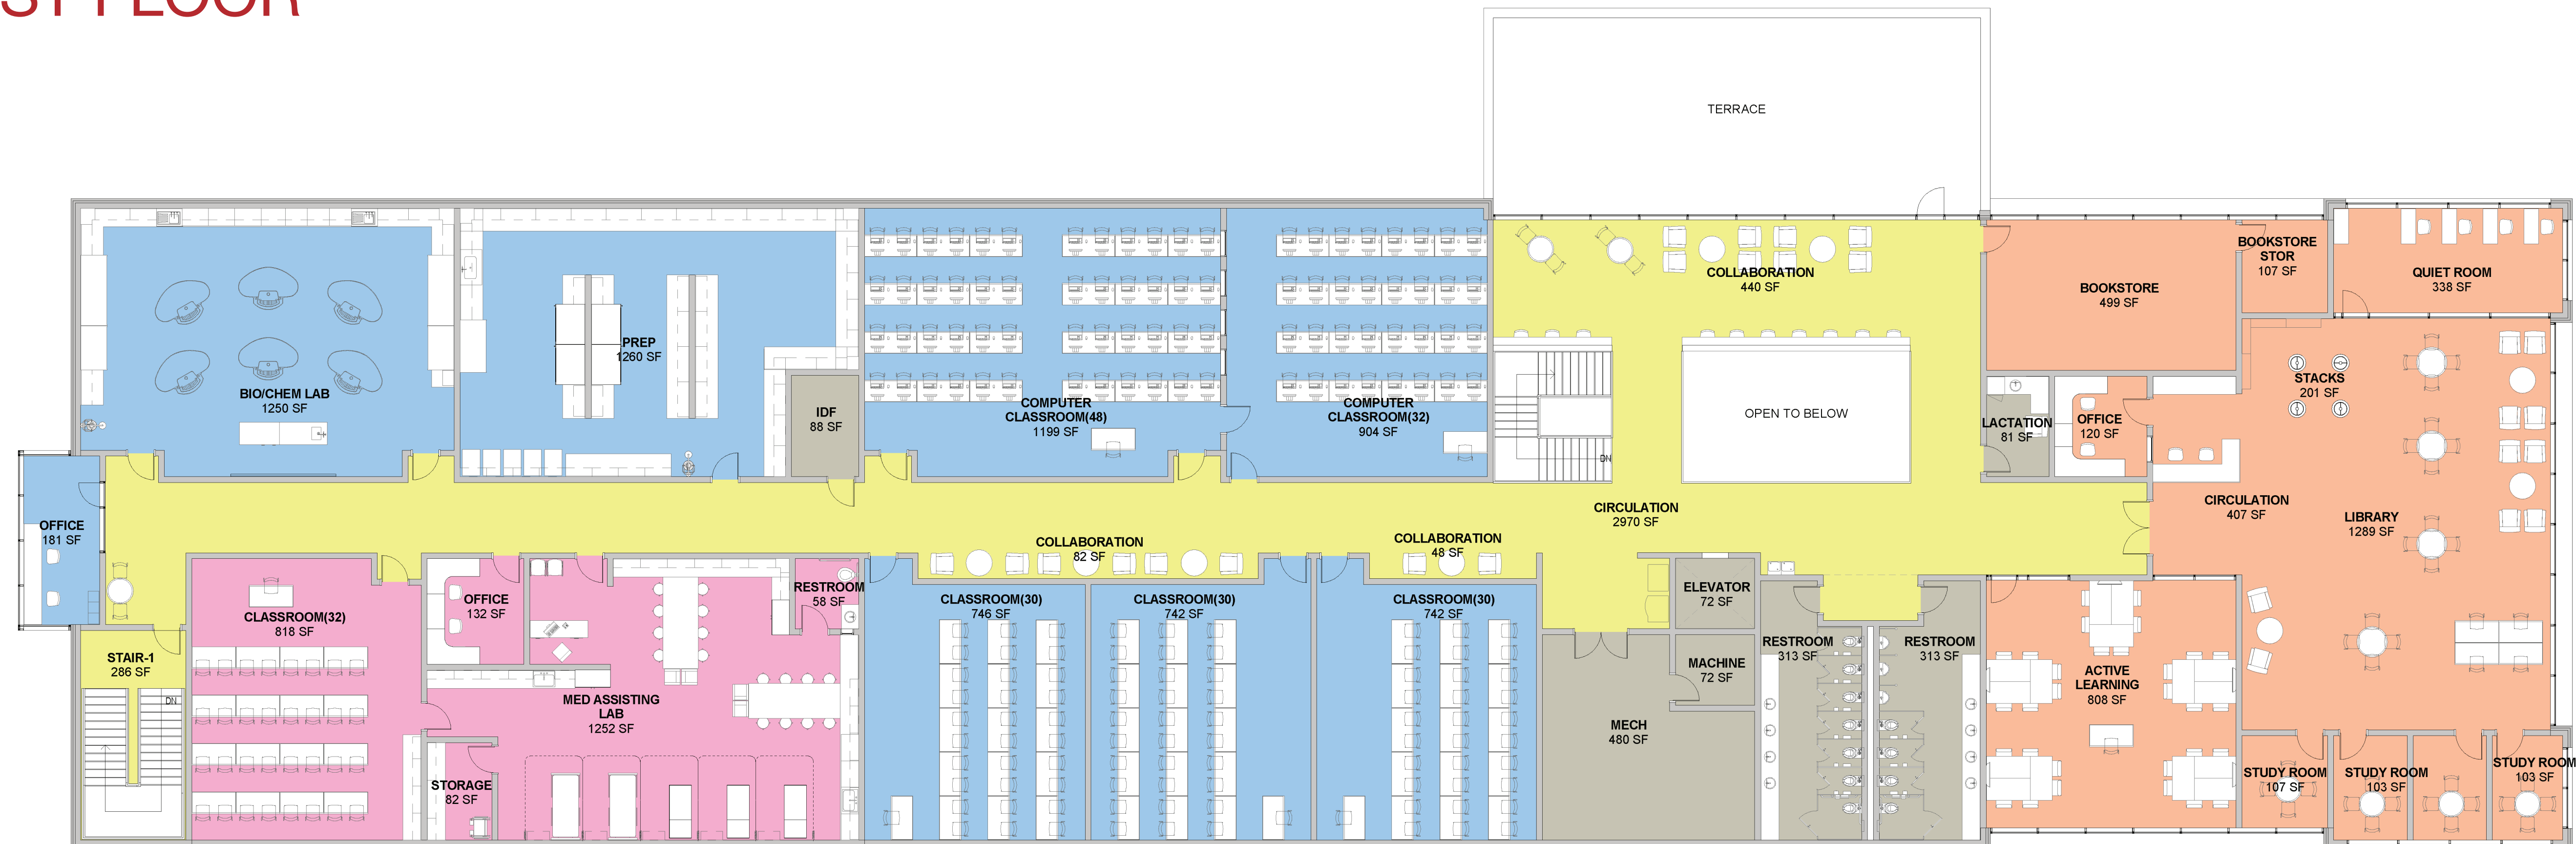 ST FLOOR
TERRACE
COLLABORATION
440 SF
BOOKSTORE
499 SF
BOOKSTORE
STOR
107 SF
QUIET ROOM
338 SF
PREP
1260 SF
BIO/CHEM LAB
1250 SF
IDF
88 SF
COMPUTER
CLASSROOM(48)
1199 SF
COMPUTER
CLASSROOM(32)
904 SF
OPEN TO BELOW
DN
LACTATION
81 SF
OFFICE
120 SF
STACKS
201 SF
OFFICE
181 SF
COLLABORATION
82 SF
COLLABORATION
48 SF
CIRCULATION
2970 SF
CIRCULATION
407 SF
LIBRARY
1289 SF
CLASSROOM(32)
818 SF
OFFICE
132 SF
RESTROOM
58 SF
CLASSROOM(30)
746 SF
CLASSROOM(30)
742 SF
CLASSROOM(30)
742 SF
ELEVATOR
72 SF
RESTROOM
313 SF
RESTROOM
313 SF
STAIR-1
286 SF
DN
MED ASSISTING
LAB
1252 SF
MACHINE
72 SF
MECH
480 SF
ACTIVE
LEARNING
808 SF
STORAGE
82 SF
STUDY ROOM
107 SF
STUDY ROOM
103 SF
STUDY ROOM
103 SF